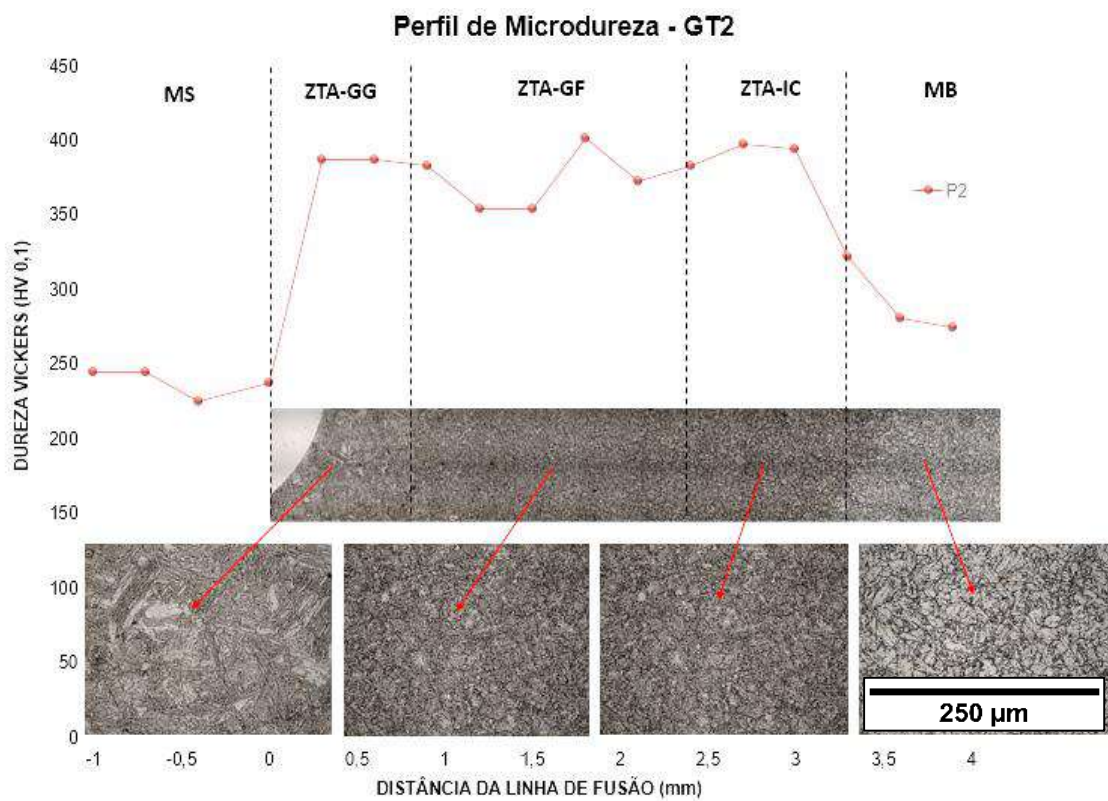 Perfil de Microdureza - GT2
450
400
350
300
250
200
150
100
50
0
DUREZA VICKERS (HV 0,1)
MS
ZTA-GG
ZTA-GF
ZTA-IC
MB
P2
250 µm
-1
-0,5
0
0,5
1
1,5
2
2,5
3
3,5
4
DISTÂNCIA DA LINHA DE FUSÃO (mm)